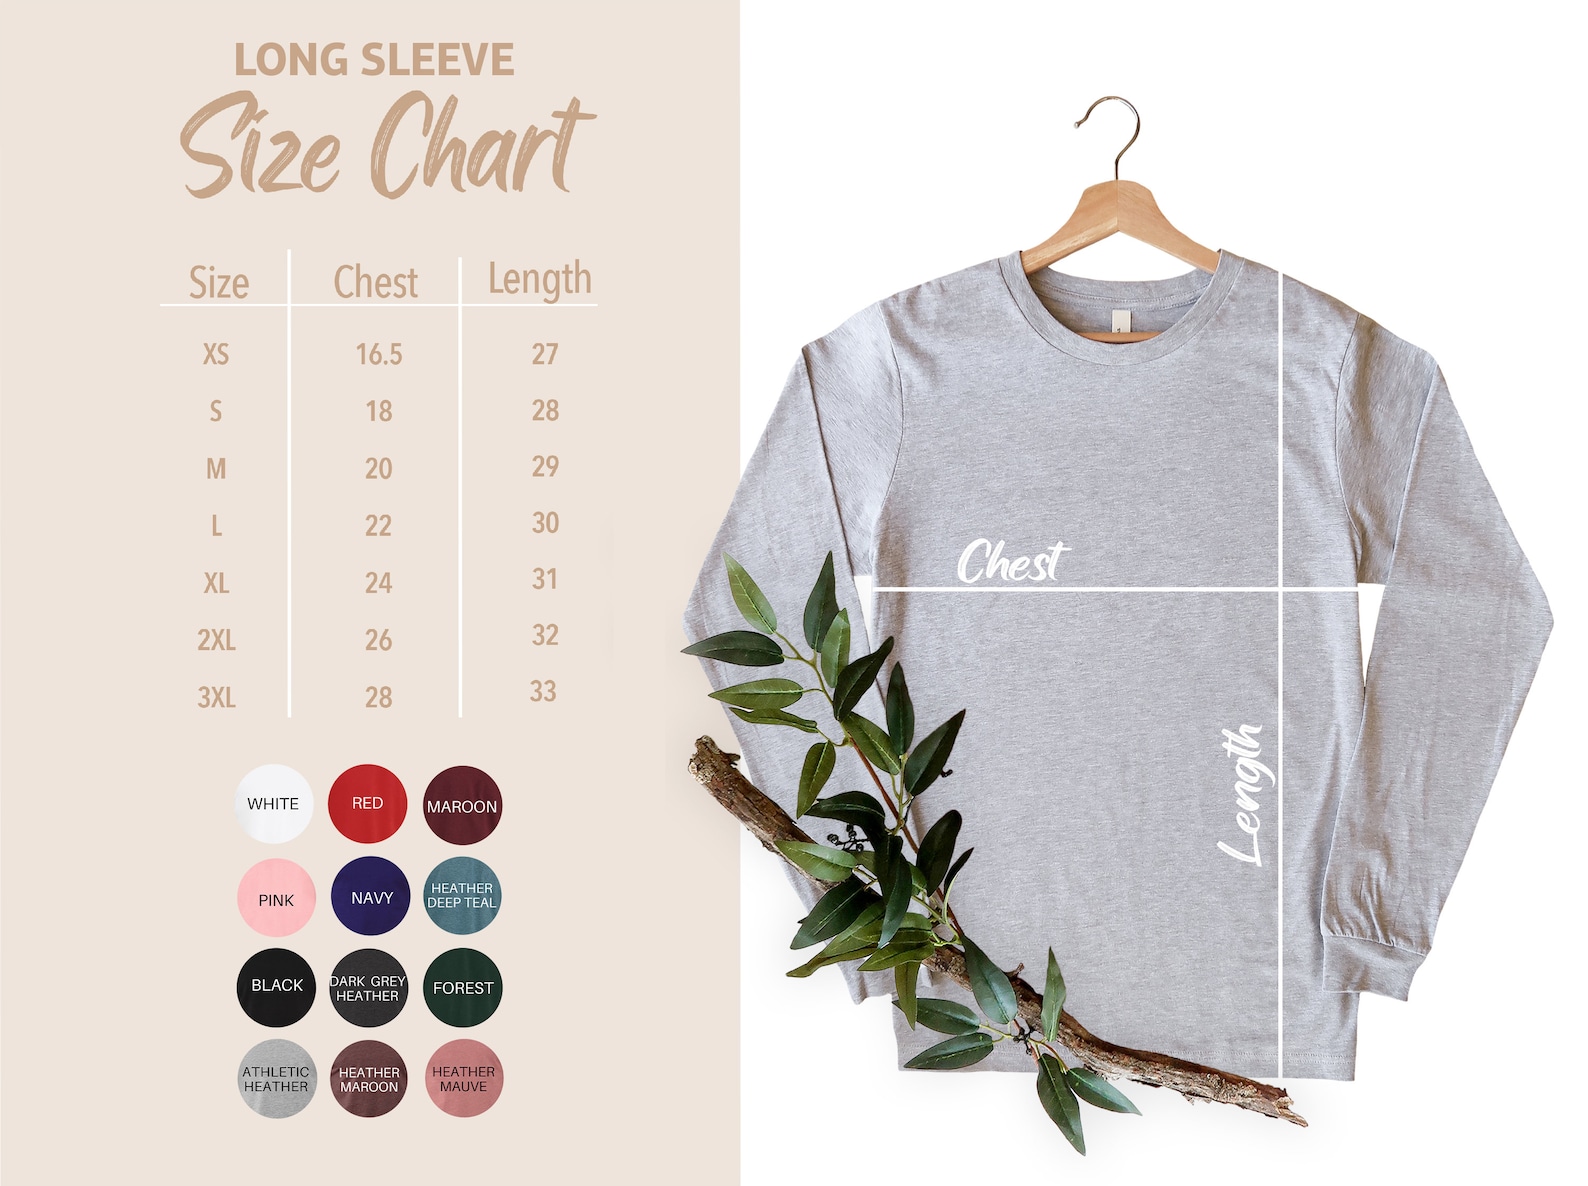 LONG SLEEVE
Size Chart
Size Chest Length
XS 16.5 27
S 18 28
M 20 29
L 22 30
XL 24 31
2XL 26 32
3XL 28 33
WHITE RED MAROON
PINK NAVY HEATHER
DEEP TEAL
BLACK DARK GREY
HEATHER FOREST
ATHLETIC
HEATHER HEATHER
MAROON HEATHER
MAUVE
Chest
Length